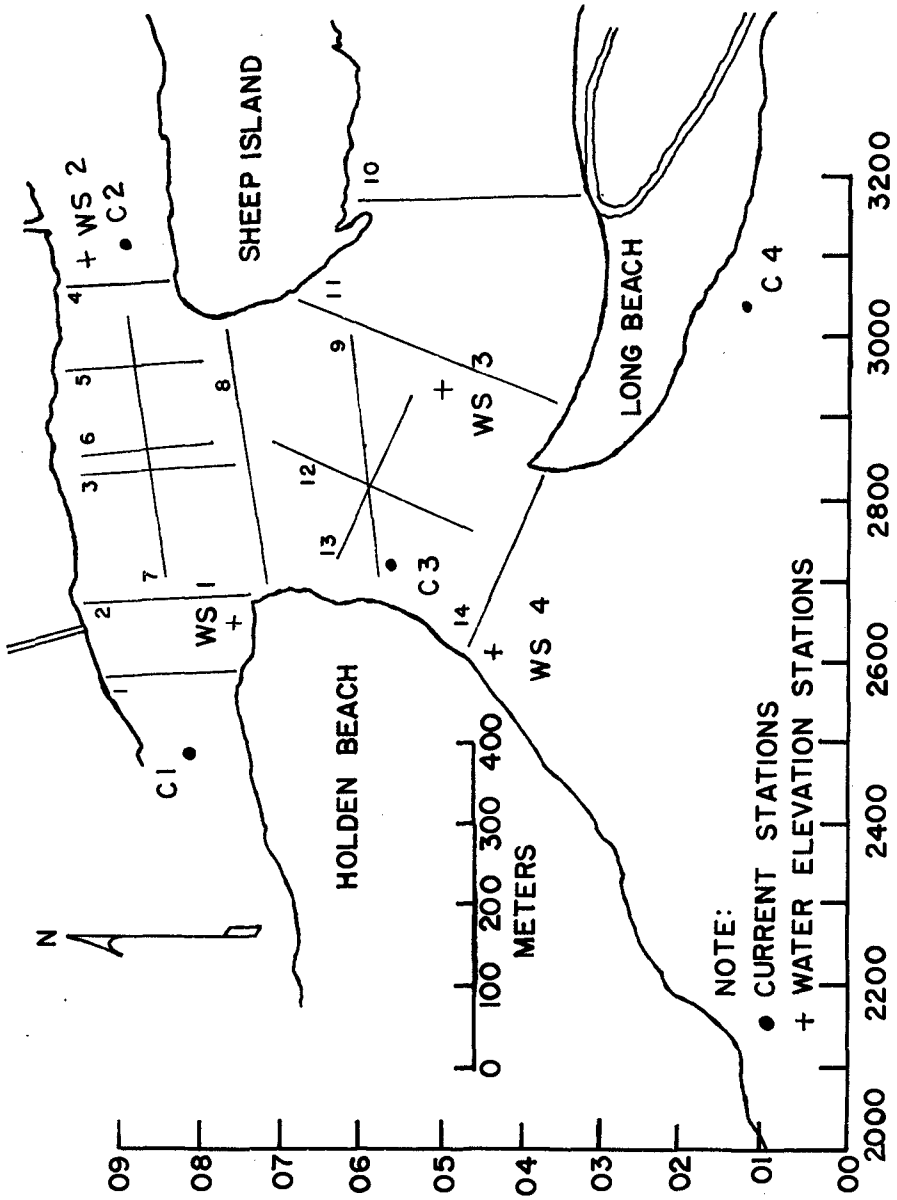 N
1
2
3
6
5
4
WS 2
C2
C1
7
WS 1
8
SHEEP ISLAND
HOLDEN BEACH
12
9
11
10
13
C3
WS 3
14
WS 4
LONG BEACH
C 4
0 100 200 300 400
METERS
NOTE:
CURRENT STATIONS
WATER ELEVATION STATIONS
09
08
07
06
05
04
03
02
01
00
2000 2200 2400 2600 2800 3000 3200